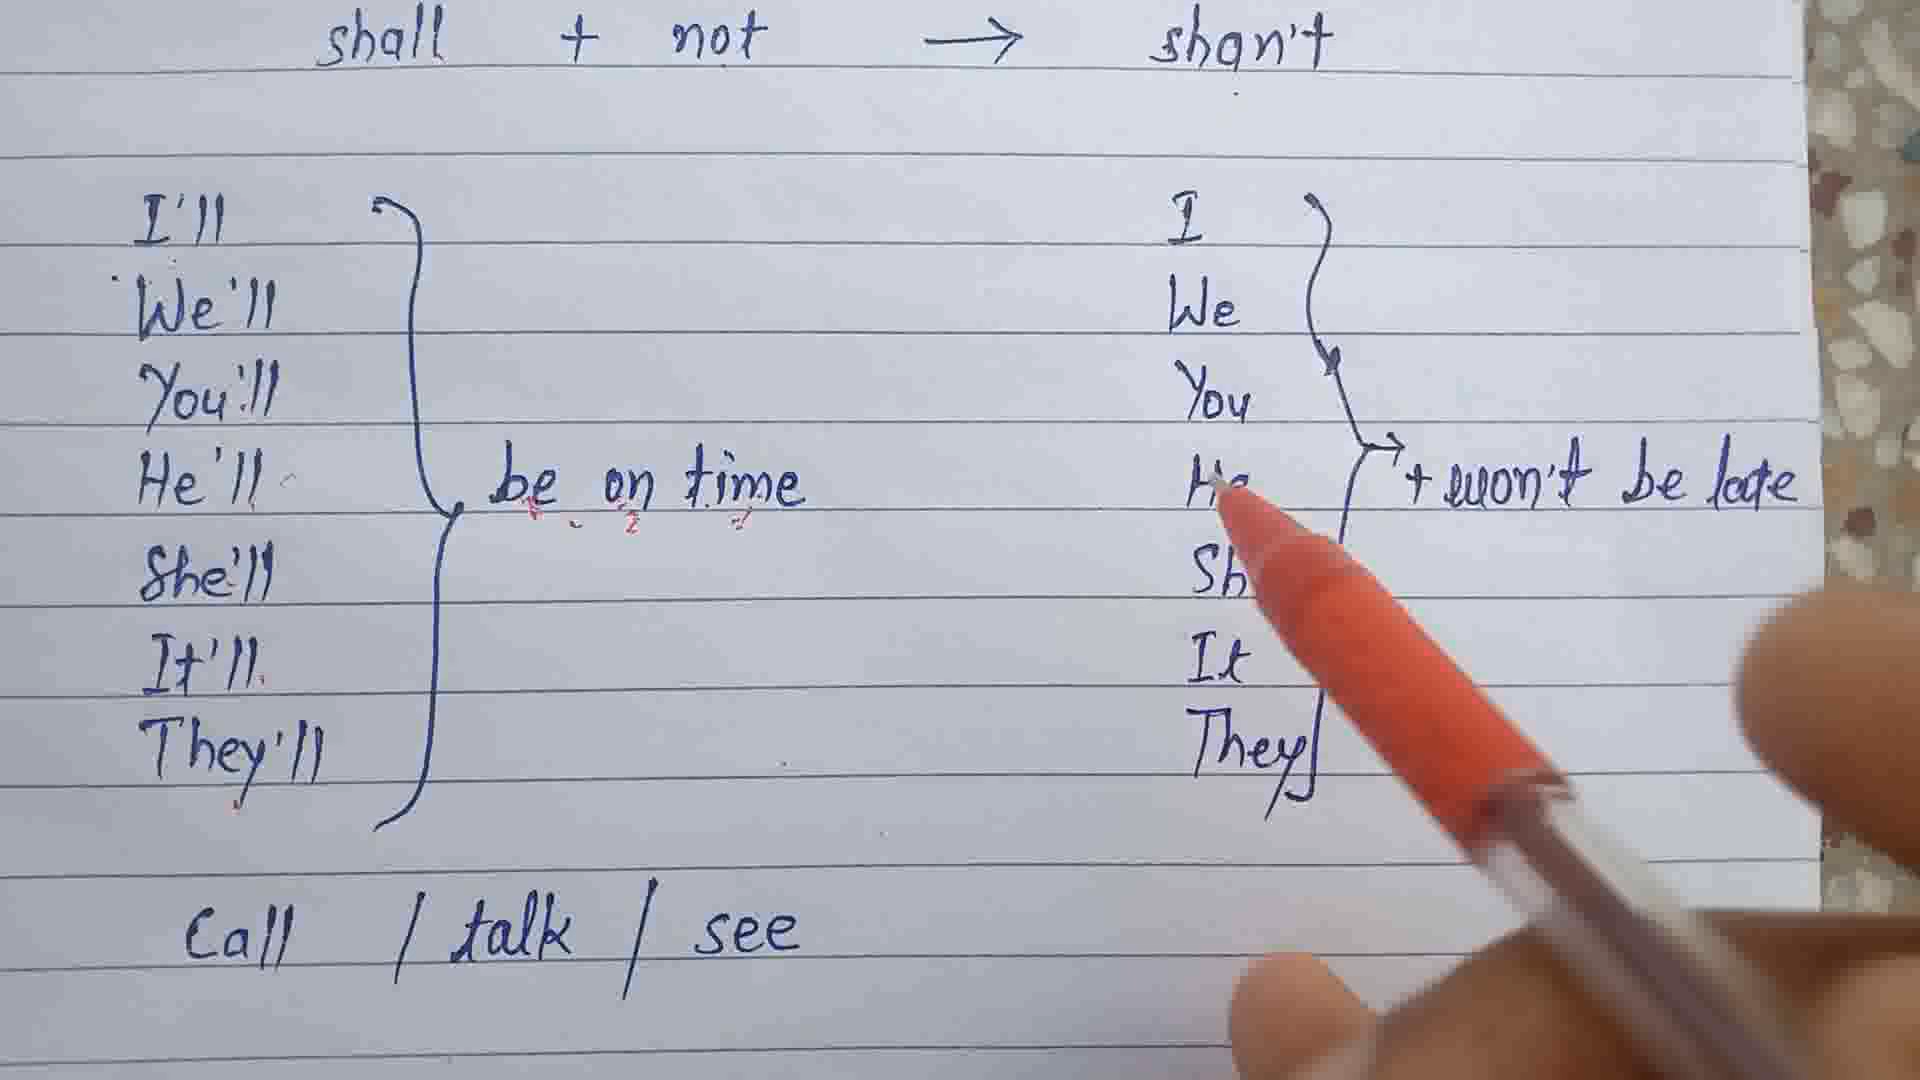 shall + not → shan't
I'll I
We'll We
You'll You
He'll be on time He + won't be late
She'll
It'll It
They'll They
Call / talk / see